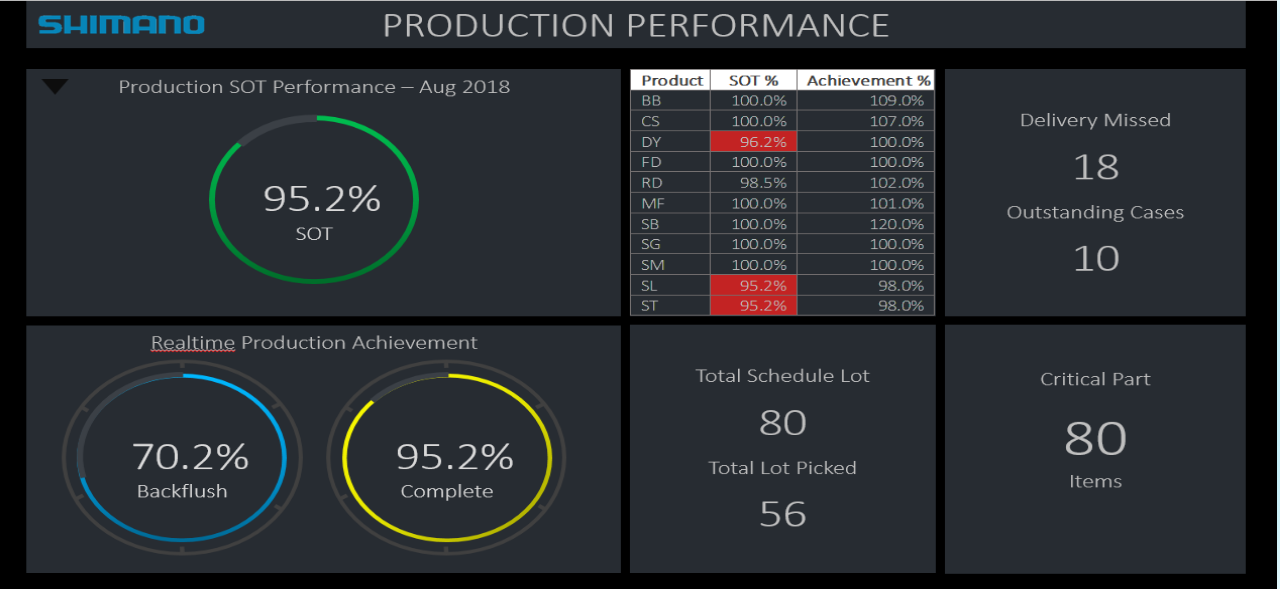 SHIMANO
PRODUCTION PERFORMANCE
Production SOT Performance – Aug 2018
95.2%
SOT
Product SOT % Achievement %
BB 100.0% 109.0%
CS 100.0% 107.0%
DY 96.2% 100.0%
FD 100.0% 100.0%
RD 98.5% 102.0%
MF 100.0% 101.0%
SB 100.0% 120.0%
SG 100.0% 100.0%
SM 100.0% 100.0%
SL 95.2% 98.0%
ST 95.2% 98.0%
Delivery Missed
18
Outstanding Cases
10
Realtime Production Achievement
70.2%
Backflush
95.2%
Complete
Total Schedule Lot
80
Total Lot Picked
56
Critical Part
80
Items